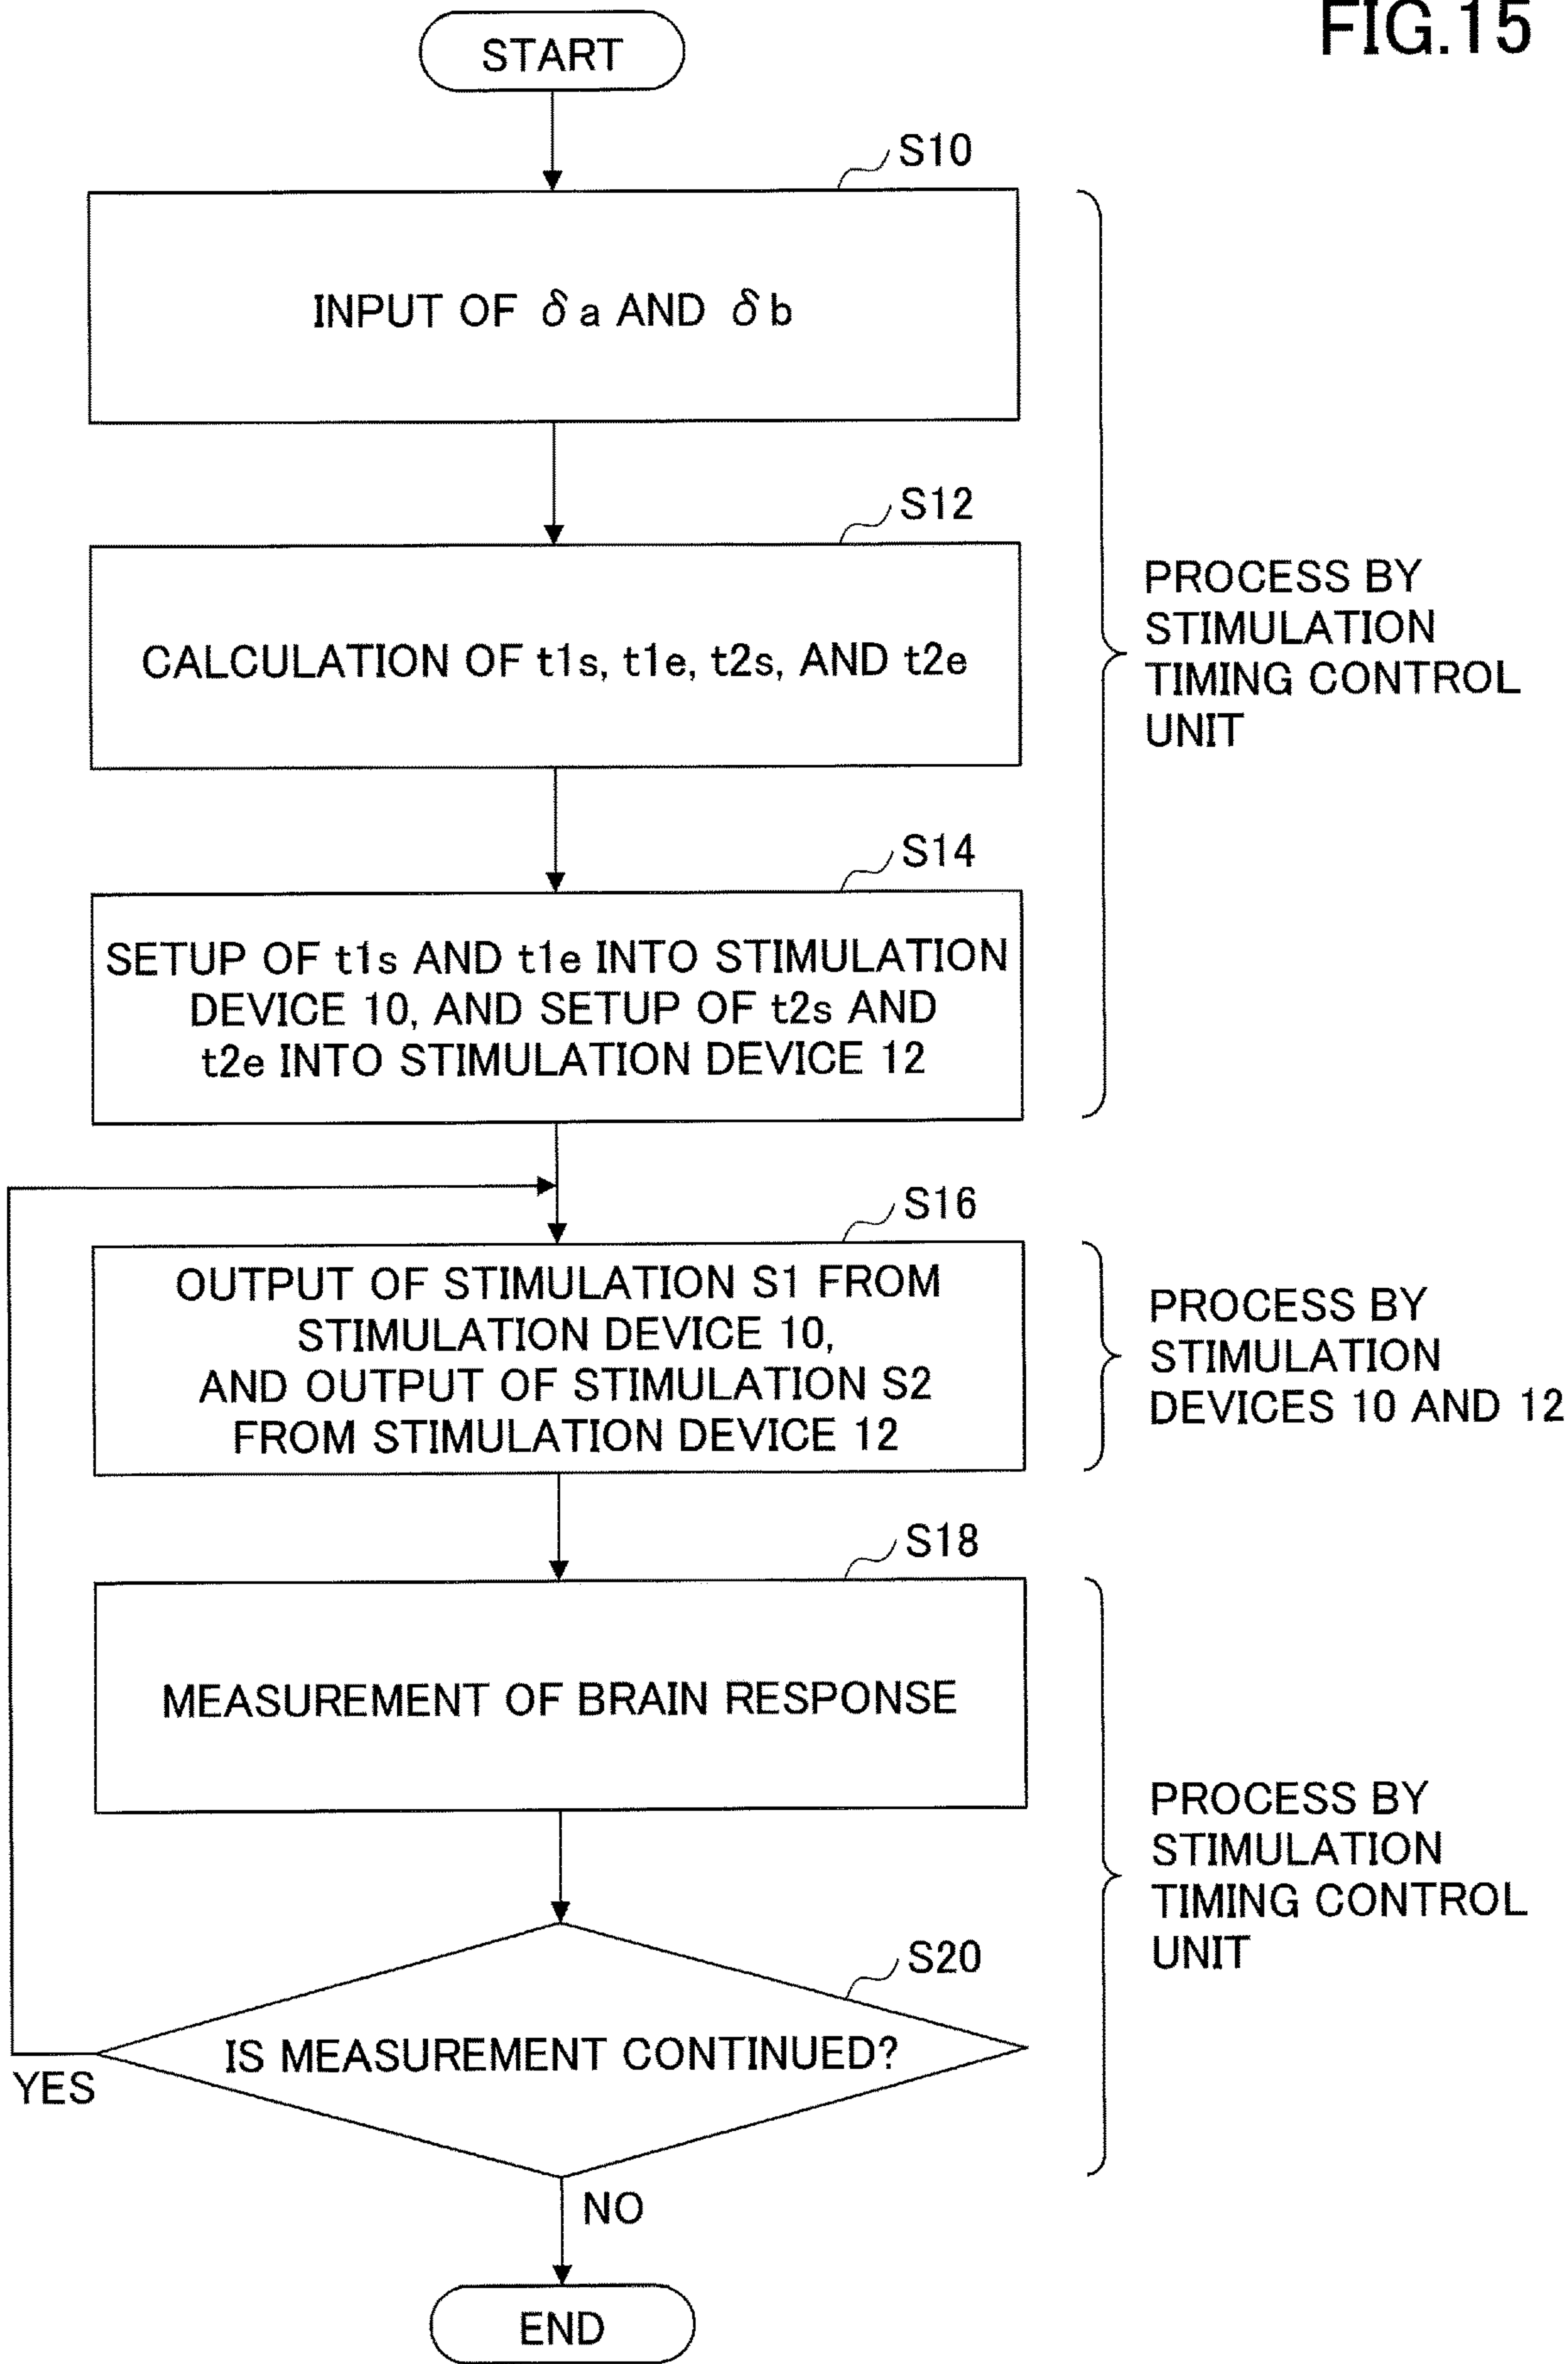 FIG.15
START
S10
INPUT OF δa AND δb
S12
CALCULATION OF t1s, t1e, t2s, AND t2e
PROCESS BY
STIMULATION
TIMING CONTROL
UNIT
S14
SETUP OF t1s AND t1e INTO STIMULATION
DEVICE 10, AND SETUP OF t2s AND
t2e INTO STIMULATION DEVICE 12
S16
OUTPUT OF STIMULATION S1 FROM
STIMULATION DEVICE 10,
AND OUTPUT OF STIMULATION S2
FROM STIMULATION DEVICE 12
PROCESS BY
STIMULATION
DEVICES 10 AND 12
S18
MEASUREMENT OF BRAIN RESPONSE
PROCESS BY
STIMULATION
TIMING CONTROL
UNIT
S20
IS MEASUREMENT CONTINUED?
YES
NO
END